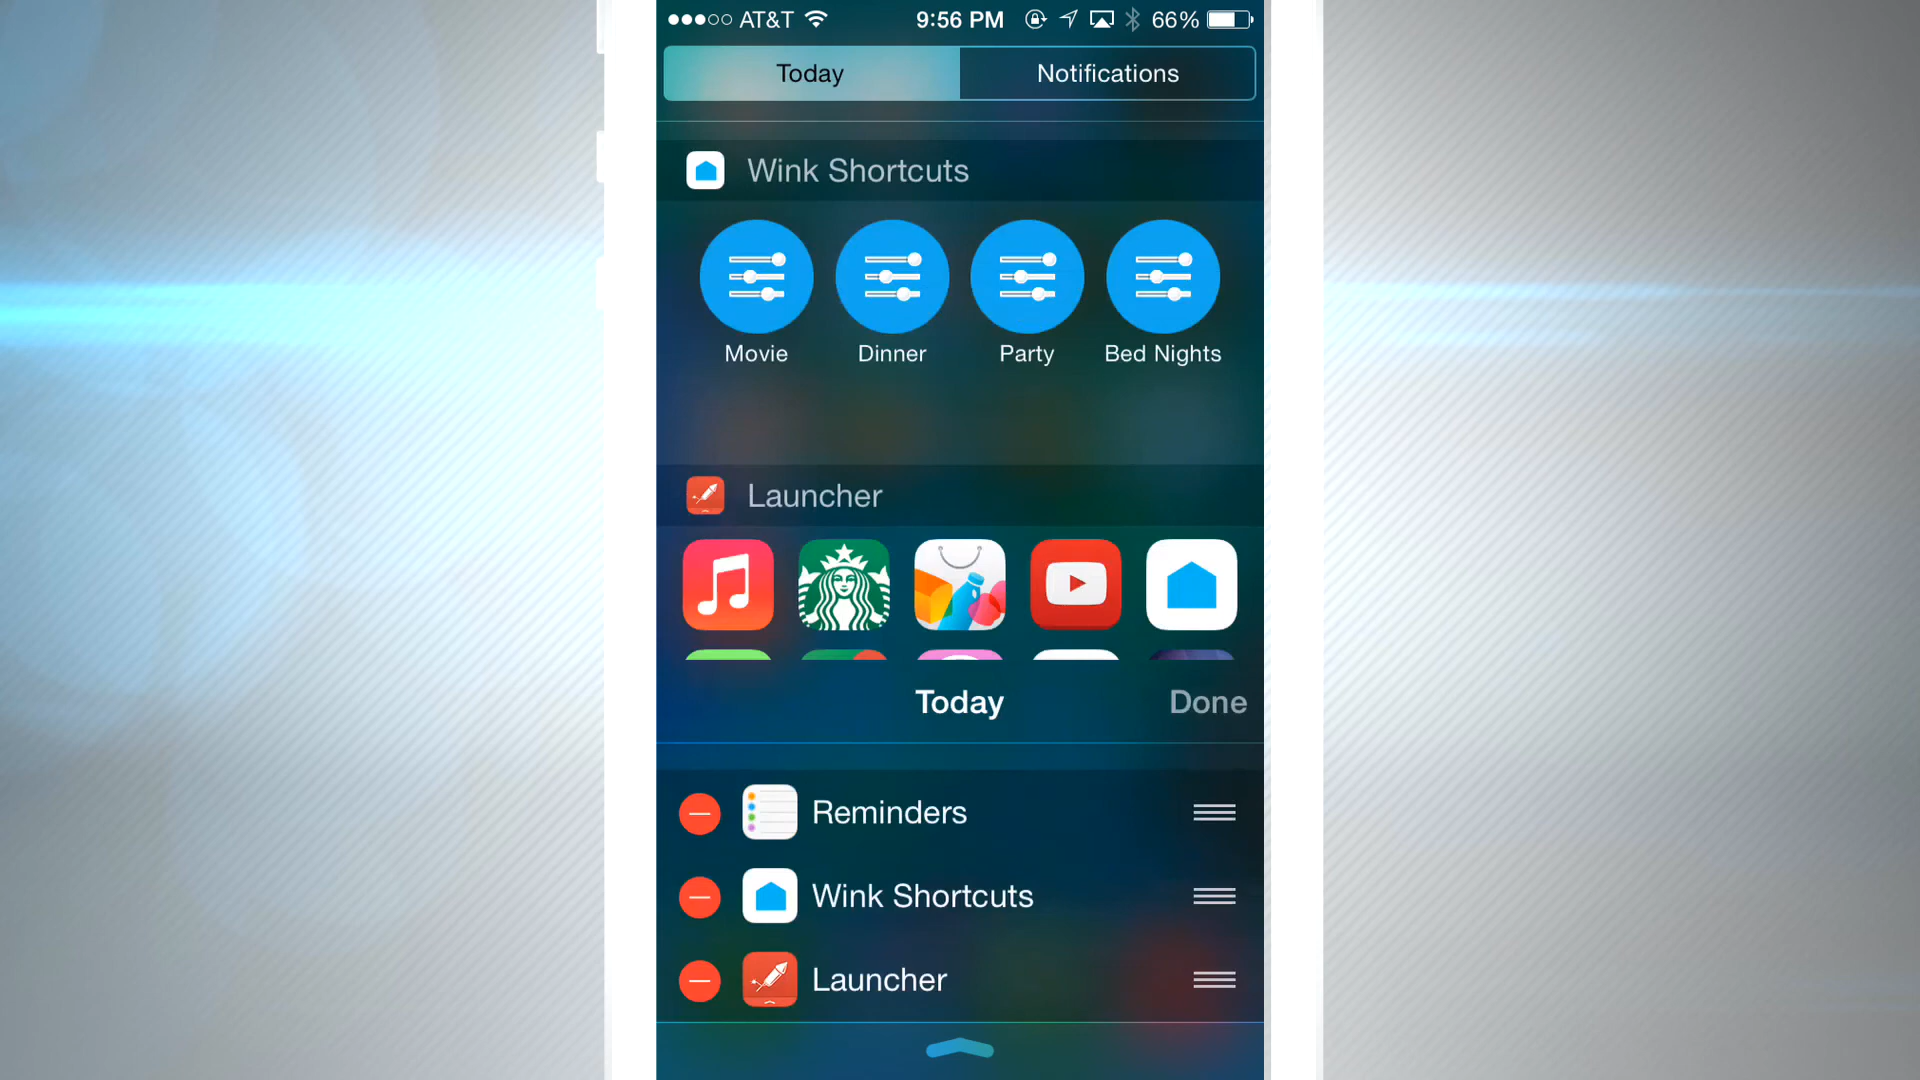 AT&T 9:56 PM 66%
Today Notifications
Wink Shortcuts
Movie Dinner Party Bed Nights
Launcher
Today Done
Reminders
Wink Shortcuts
Launcher